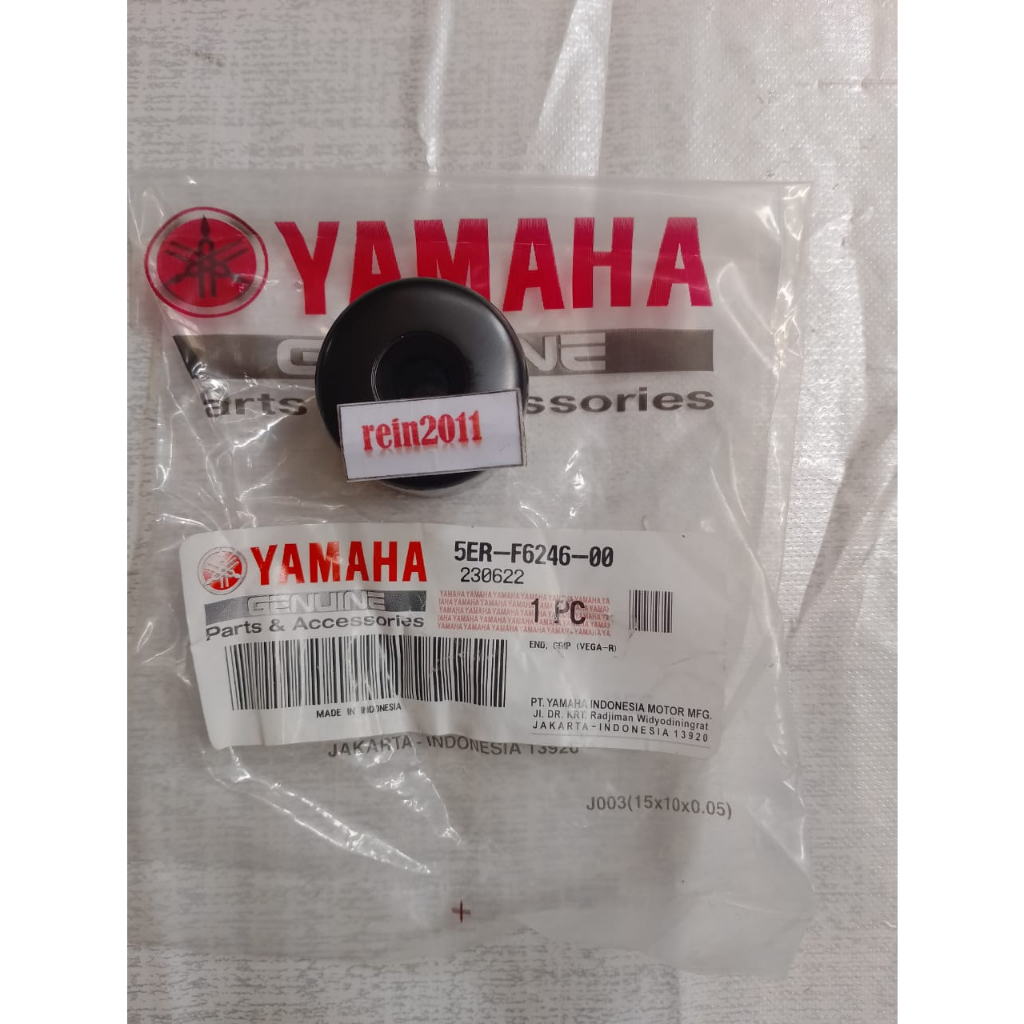 YAMAHA
GENUINE
Parts & Accessories
rein2011
YAMAHA
GENUINE
Parts & Accessories
5ER-F6246-00
230622
1 PC
END, GRIP (VEGA-R)
MADE IN INDONESIA
PT. YAMAHA INDONESIA MOTOR MFG.
Jl. DR. KRT. Radjiman Widyodiningrat
JAKARTA - INDONESIA 13920
JAKARTA - INDONESIA 13920
J003(15x10x0.05)